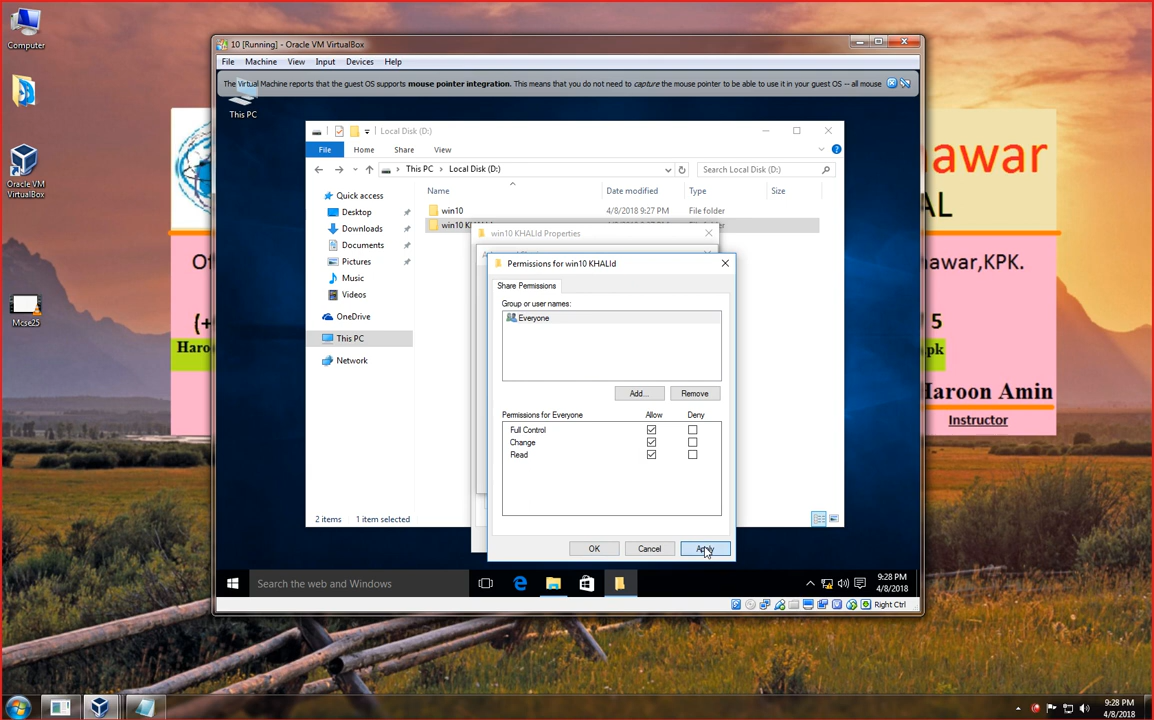 Computer
Oracle VM
VirtualBox
Mcse25
10 [Running] - Oracle VM VirtualBox
File Machine View Input Devices Help
The Virtual Machine reports that the guest OS supports mouse pointer integration. This means that you do not need to capture the mouse pointer to be able to use it in your guest OS -- all mouse
This PC
Local Disk (D:)
File Home Share View
This PC > Local Disk (D:)
Search Local Disk (D:)
Name Date modified Type Size
win10 4/8/2018 9:27 PM File folder
win10
Quick access
Desktop
Downloads
Documents
Pictures
Music
Videos
OneDrive
This PC
Network
2 items 1 item selected
win10 KHALId Properties
Permissions for win10 KHALId
Share Permissions
Group or user names:
Everyone
Add... Remove
Permissions for Everyone Allow Deny
Full Control
Change
Read
OK Cancel Apply
Search the web and Windows
9:28 PM
4/8/2018
Right Ctrl
awar
AL
awar,KPK.
5
.pk
Haroon Amin
Instructor
9:28 PM
4/8/2018